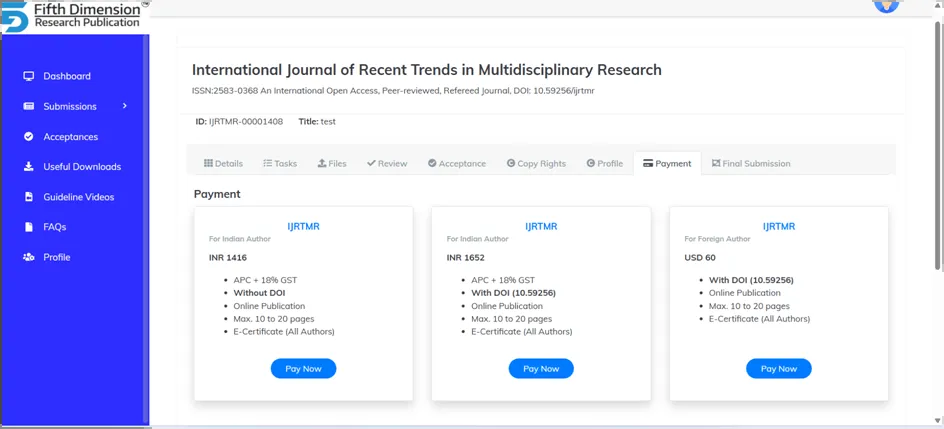 Fifth Dimension
Research Publication
Dashboard
Submissions
Acceptances
Useful Downloads
Guideline Videos
FAQs
Profile
International Journal of Recent Trends in Multidisciplinary Research
ISSN:2583-0368 An International Open Access, Peer-reviewed, Refereed Journal, DOI: 10.59256/ijrtmr
ID: IJRTMR-00001408 Title: test
Details Tasks Files Review Acceptance Copy Rights Profile Payment Final Submission
Payment
IJRTMR
For Indian Author
INR 1416
APC + 18% GST
Without DOI
Online Publication
Max. 10 to 20 pages
E-Certificate (All Authors)
Pay Now
IJRTMR
For Indian Author
INR 1652
APC + 18% GST
With DOI (10.59256)
Online Publication
Max. 10 to 20 pages
E-Certificate (All Authors)
Pay Now
IJRTMR
For Foreign Author
USD 60
With DOI (10.59256)
Online Publication
Max. 10 to 20 pages
E-Certificate (All Authors)
Pay Now